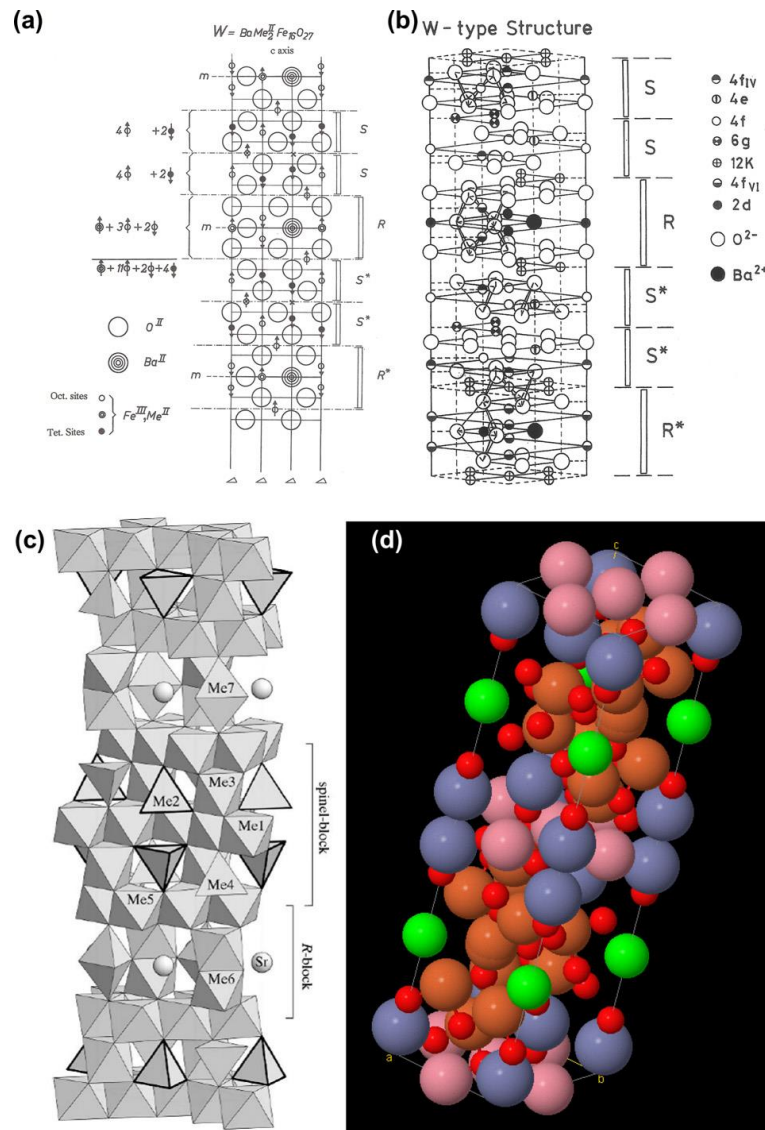 (a)
W = BaMe₂ᴵᴵFe₁₆O₂₇
c axis
m
S
4 +2
S
4 +2
R
m
+ 3 + 2
+ 11 + 2 + 4
S*
S*
Oᴵᴵ
Baᴵᴵ
R*
m
Oct. sites
Feᴵᴵᴵ, Meᴵᴵ
Tet. Sites
(b)
W-type Structure
S
S
R
S*
S*
R*
4fIV
4e
4f
6g
12K
4fVI
2d
O²⁻
Ba²⁺
(c)
Me7
Me3
Me2
Me1
Me4
Me5
Sr
Me6
spinel-block
R-block
(d)
c
a
b